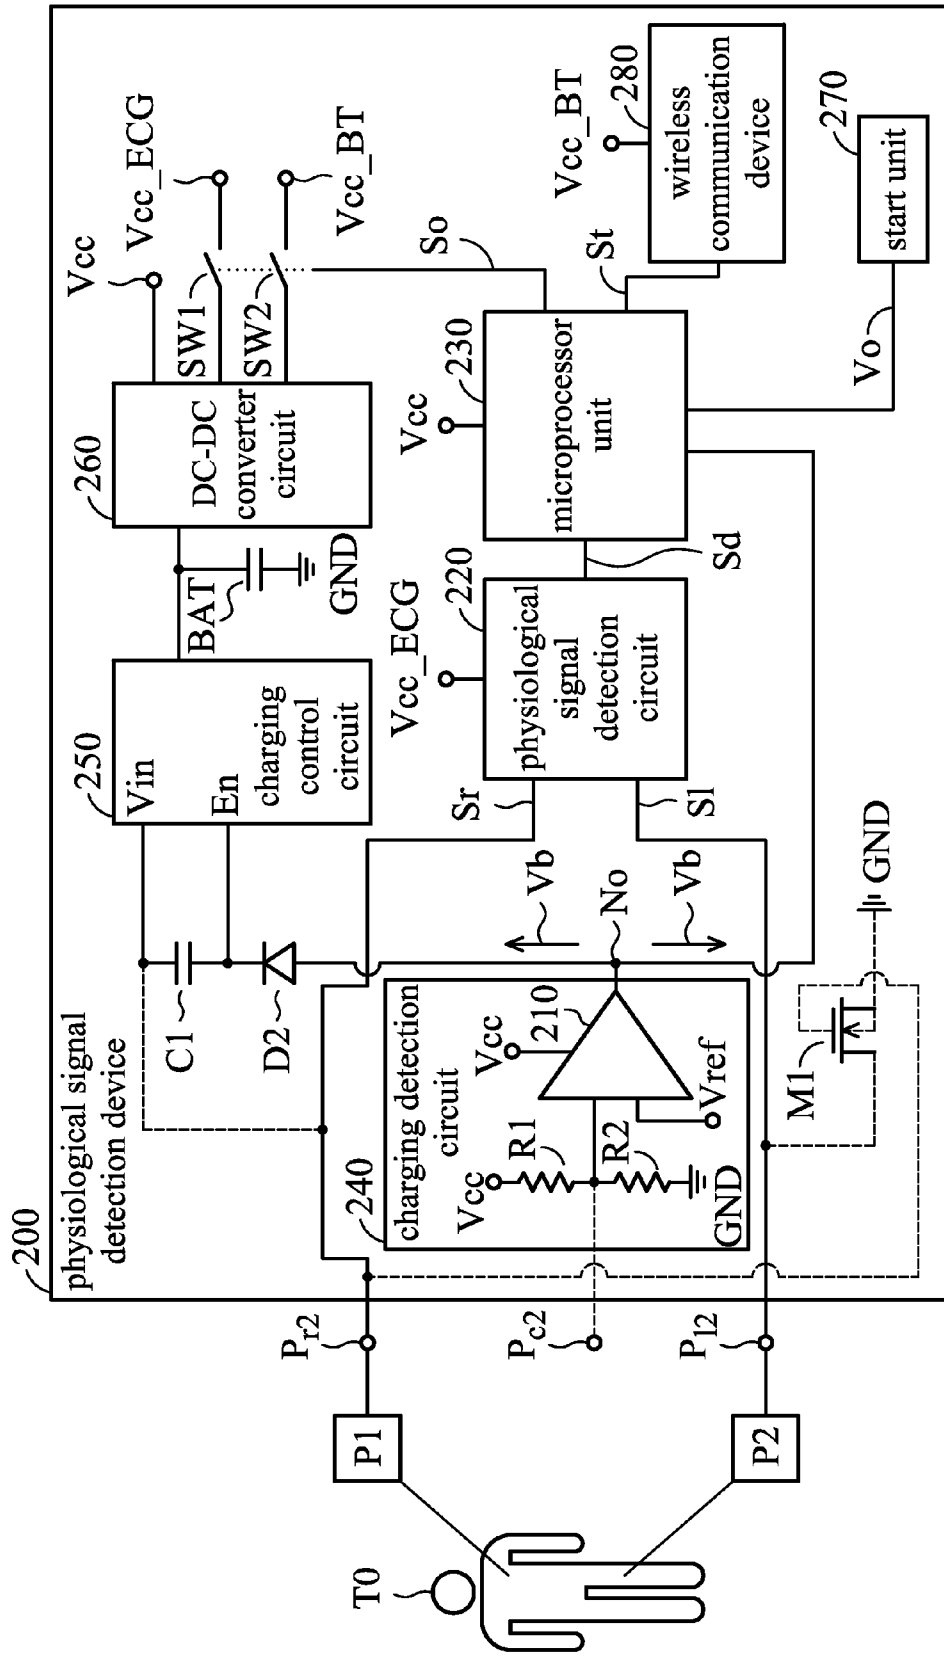 200
physiological signal
detection device
Vcc
Vcc_ECG
Vcc_BT
SW1
SW2
260
DC-DC
converter
circuit
BAT
GND
250
Vin
En
charging
control
circuit
C1
D2
So
St
Vcc_BT
280
wireless
communication
device
270
start unit
Vo
Vcc
230
microprocessor
unit
Sd
Vcc_ECG
220
physiological
signal
detection
circuit
Sr
Sl
Vb
No
Vb
240
charging detection
circuit
Vcc
210
Vcc
R1
R2
Vref
GND
M1
GND
Pr2
Pc2
Pl2
P1
P2
T0